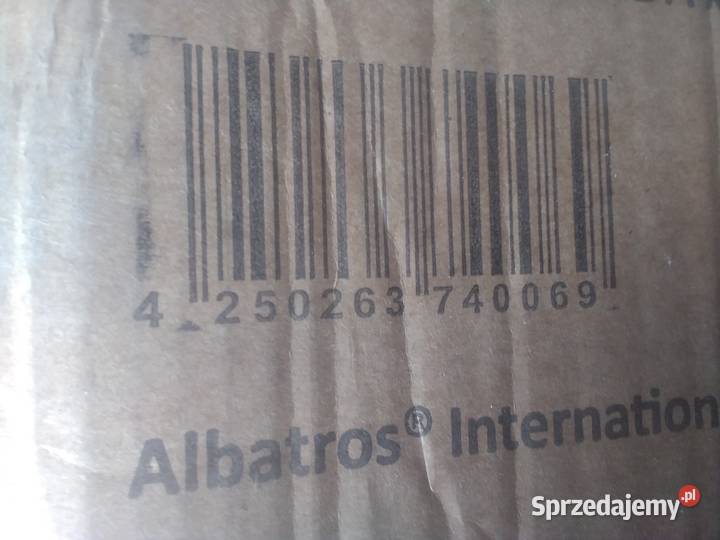 4 250263 740069
Albatros® Internation
Sprzedajemy.pl